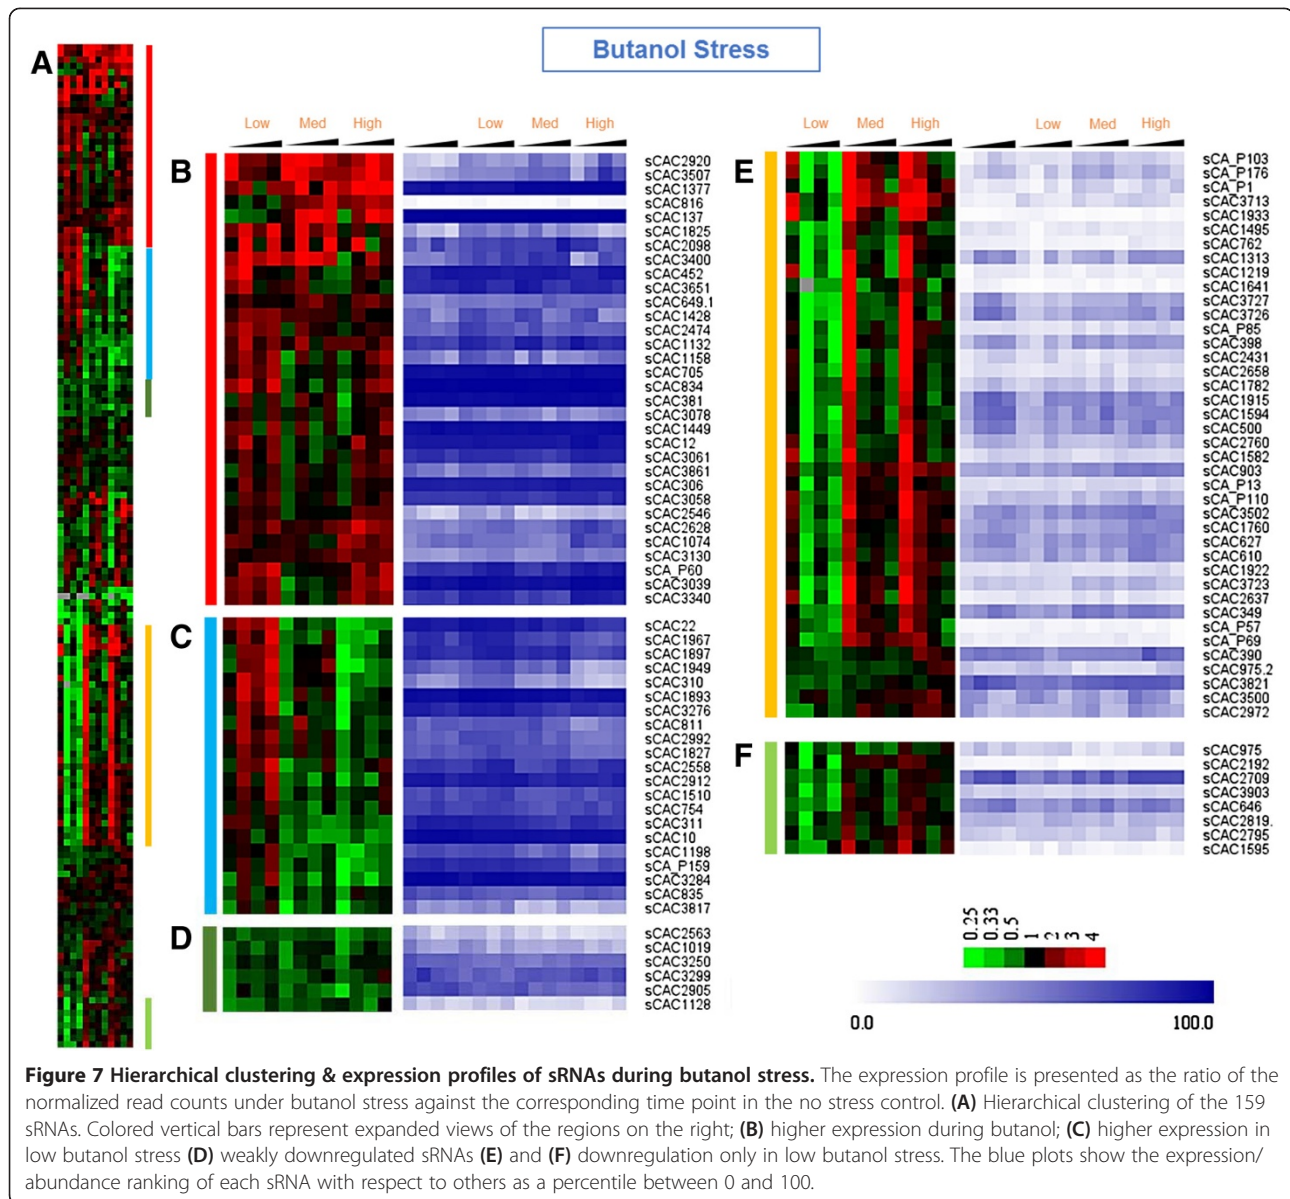 Butanol Stress
A
B
Low Med High
Low Med High
sCAC2920
sCAC3507
sCAC1377
sCAC816
sCAC137
sCAC1825
sCAC2098
sCAC3400
sCAC452
sCAC3651
sCAC649.1
sCAC1428
sCAC2474
sCAC1132
sCAC1158
sCAC705
sCAC834
sCAC381
sCAC3078
sCAC1449
sCAC12
sCAC3061
sCAC3861
sCAC306
sCAC3058
sCAC2546
sCAC2628
sCAC1074
sCAC3130
sCA_P60
sCAC3039
sCAC3340
C
sCAC22
sCAC1967
sCAC1897
sCAC1949
sCAC310
sCAC1893
sCAC3276
sCAC811
sCAC2992
sCAC1827
sCAC2558
sCAC2912
sCAC1510
sCAC754
sCAC311
sCAC10
sCAC1198
sCA_P159
sCAC3284
sCAC835
sCAC3817
D
sCAC2563
sCAC1019
sCAC3250
sCAC3299
sCAC2905
sCAC1128
E
Low Med High
Low Med High
sCA_P103
sCA_P176
sCA_P1
sCAC3713
sCAC1933
sCAC1495
sCAC762
sCAC1313
sCAC1219
sCAC1641
sCAC3727
sCAC3726
sCA_P85
sCAC398
sCAC2431
sCAC2658
sCAC1782
sCAC1915
sCAC1594
sCAC500
sCAC2760
sCAC1582
sCAC903
sCA_P13
sCA_P110
sCAC3502
sCAC1760
sCAC627
sCAC610
sCAC1922
sCAC3723
sCAC2637
sCAC349
sCA_P57
sCA_P69
sCAC390
sCAC975.2
sCAC3821
sCAC3500
sCAC2972
F
sCAC975
sCAC2192
sCAC2709
sCAC3903
sCAC646
sCAC2819.
sCAC2795
sCAC1595
0.25 0.33 0.5 1 2 3 4
0.0 100.0
Figure 7 Hierarchical clustering & expression profiles of sRNAs during butanol stress. The expression profile is presented as the ratio of the
normalized read counts under butanol stress against the corresponding time point in the no stress control. (A) Hierarchical clustering of the 159
sRNAs. Colored vertical bars represent expanded views of the regions on the right; (B) higher expression during butanol; (C) higher expression in
low butanol stress (D) weakly downregulated sRNAs (E) and (F) downregulation only in low butanol stress. The blue plots show the expression/
abundance ranking of each sRNA with respect to others as a percentile between 0 and 100.